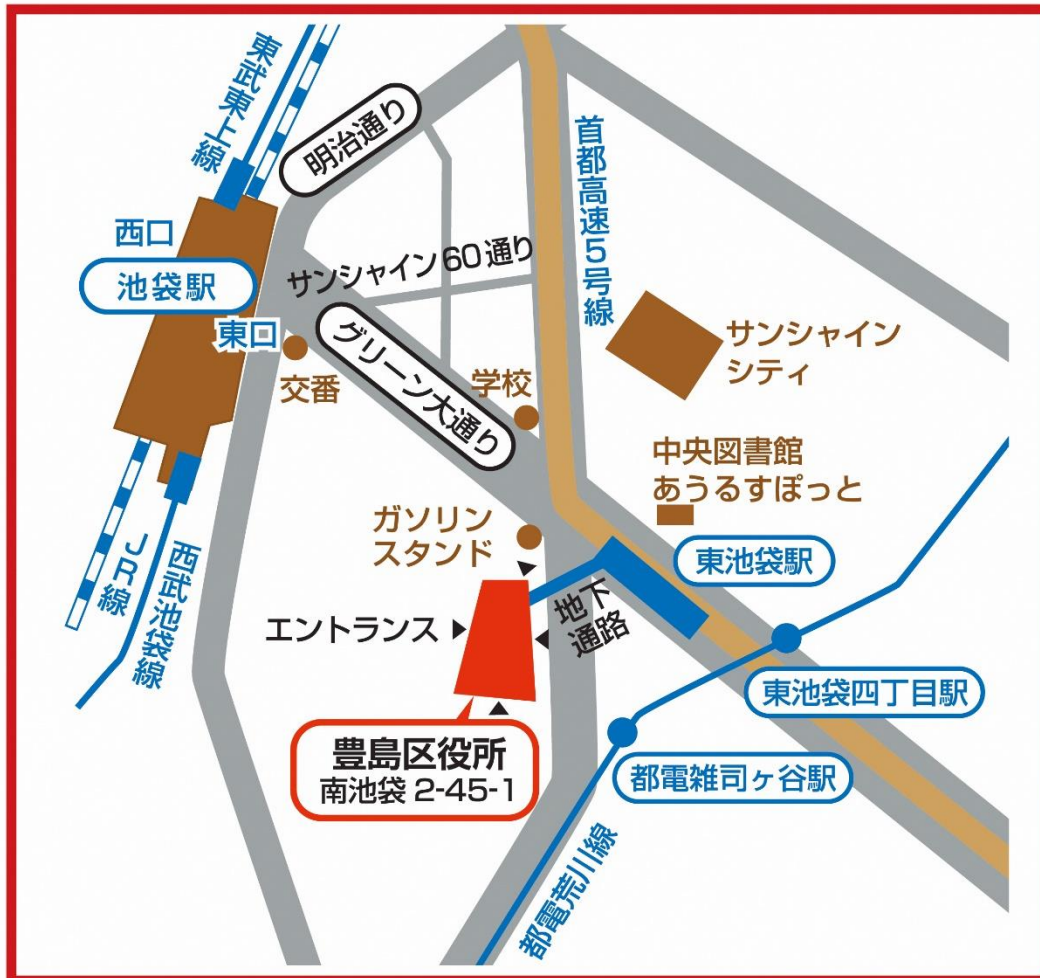 東武東上線
明治通り
首都高速5号線
西口
池袋駅
東口
サンシャイン60通り
グリーン大通り
交番
学校
サンシャイン
シティ
中央図書館
あうるすぽっと
ガソリン
スタンド
東池袋駅
JR線
西武池袋線
エントランス
地下
通路
東池袋四丁目駅
豊島区役所
南池袋 2-45-1
都電雑司ヶ谷駅
都電荒川線